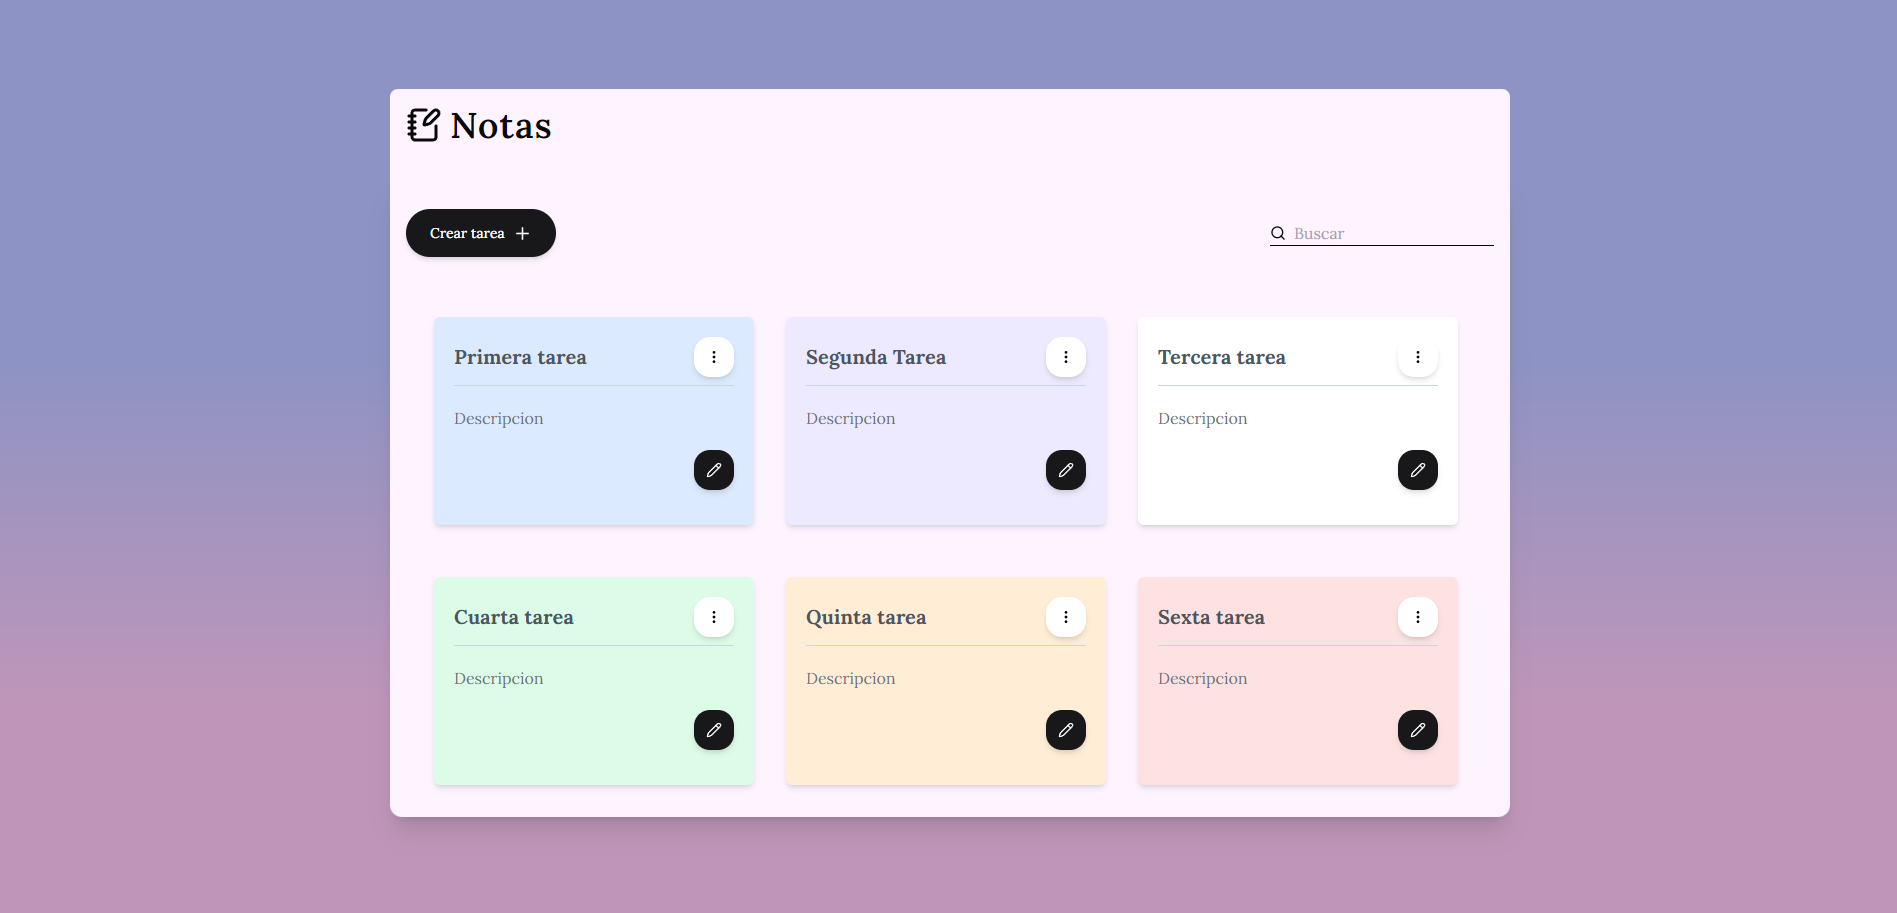 Notas
Crear tarea
Buscar
Primera tarea
Descripcion
Segunda Tarea
Descripcion
Tercera tarea
Descripcion
Cuarta tarea
Descripcion
Quinta tarea
Descripcion
Sexta tarea
Descripcion